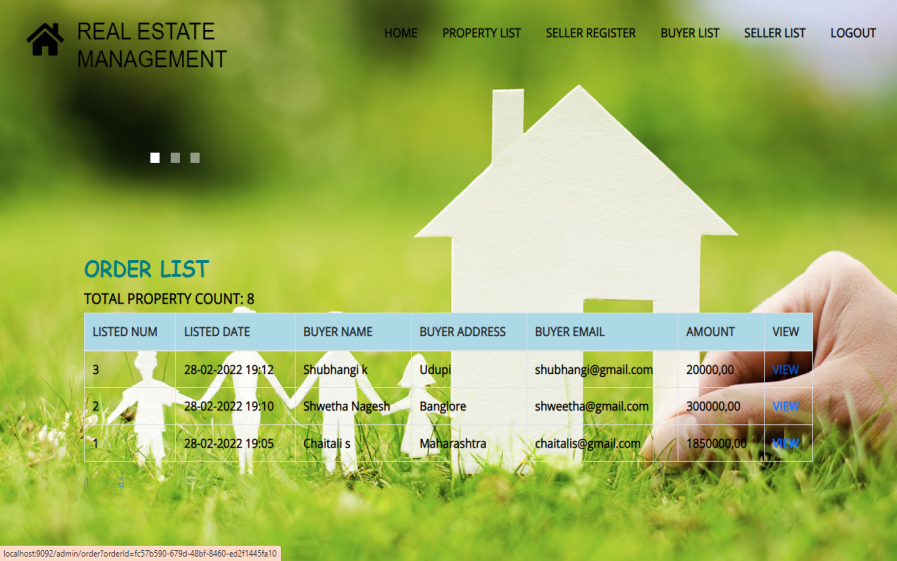 REAL ESTATE
MANAGEMENT
HOME PROPERTY LIST SELLER REGISTER BUYER LIST SELLER LIST LOGOUT
ORDER LIST
TOTAL PROPERTY COUNT: 8
LISTED NUM LISTED DATE BUYER NAME BUYER ADDRESS BUYER EMAIL AMOUNT VIEW
3 28-02-2022 19:12 Shubhangi k Udupi shubhangi@gmail.com 20000,00 VIEW
2 28-02-2022 19:10 Shwetha Nagesh Banglore shweetha@gmail.com 300000,00 VIEW
1 28-02-2022 19:05 Chaitali s Maharashtra chaitalis@gmail.com 1850000,00 VIEW
localhost:9092/admin/order?orderId=fc57b590-679d-48bf-8460-ed2f1445fa10